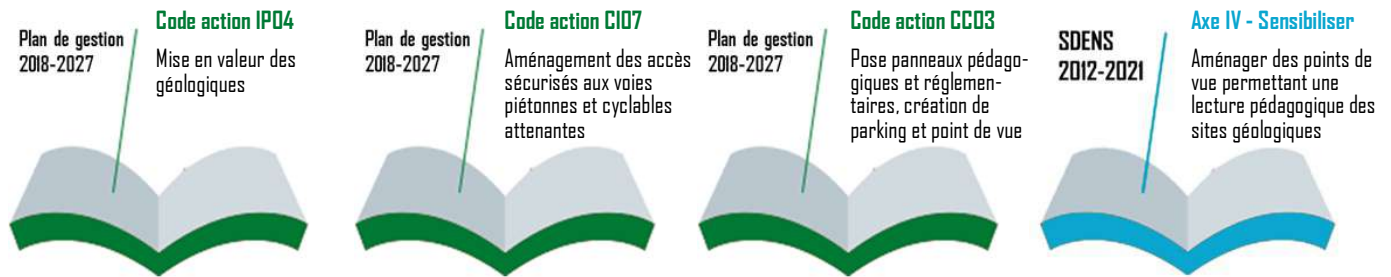 Plan de gestion
2018-2027
Code action IP04
Mise en valeur des
géologiques
Plan de gestion
2018-2027
Code action CI07
Aménagement des accès
sécurisés aux voies
piétonnes et cyclables
attenantes
Plan de gestion
2018-2027
Code action CC03
Pose panneaux pédago-
giques et réglemen-
taires, création de
parking et point de vue
SDENS
2012-2021
Axe IV - Sensibiliser
Aménager des points de
vue permettant une
lecture pédagogique des
sites géologiques